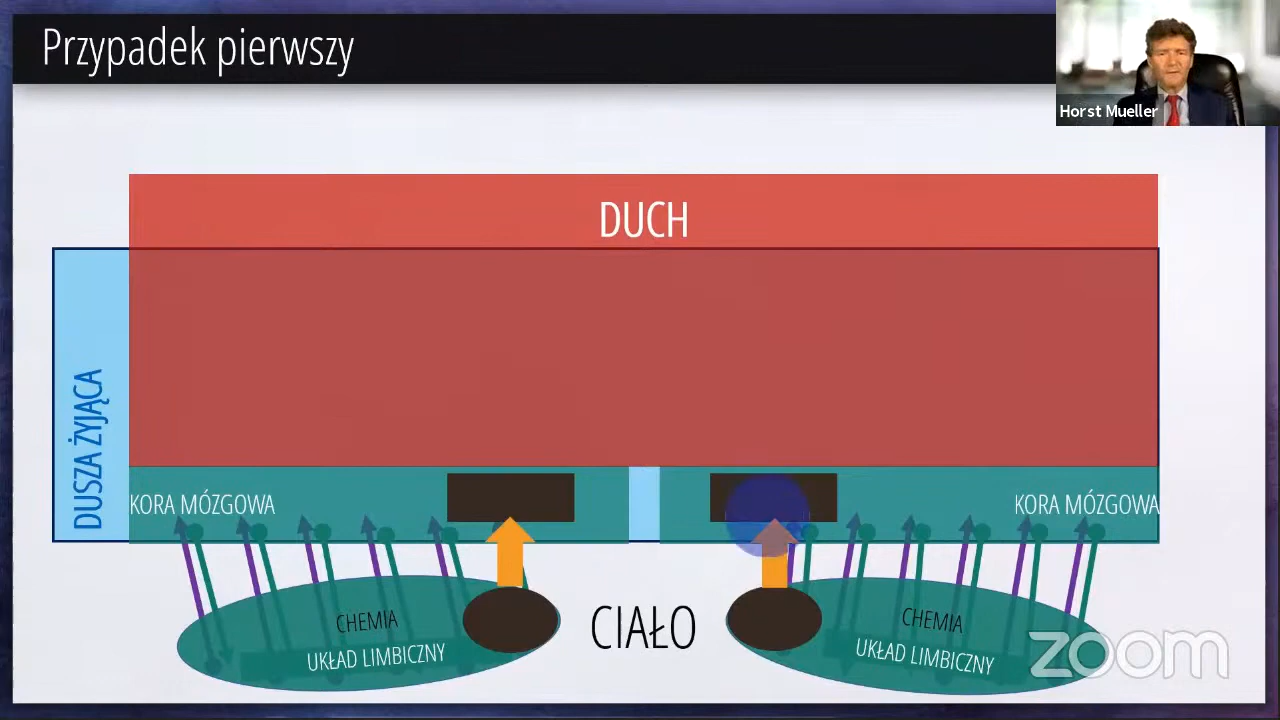 Przypadek pierwszy
Horst Mueller
DUCH
DUSZA ŻYJĄCA
KORA MÓZGOWA
KORA MÓZGOWA
CHEMIA
UKŁAD LIMBICZNY
CIAŁO
CHEMIA
UKŁAD LIMBICZNY
zoom